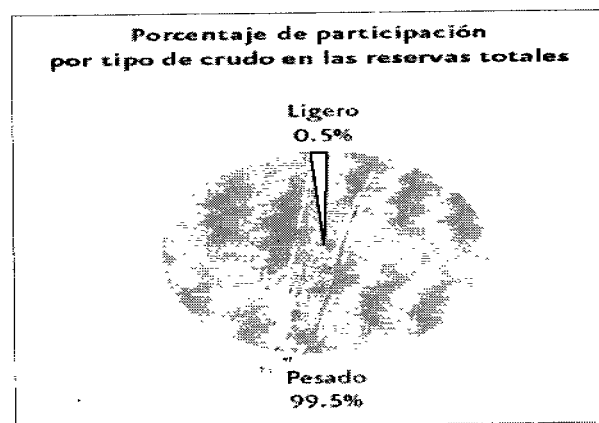 Porcentaje de participación
por tipo de crudo en las reservas totales
Ligero
0.5%
Pesado
99.5%